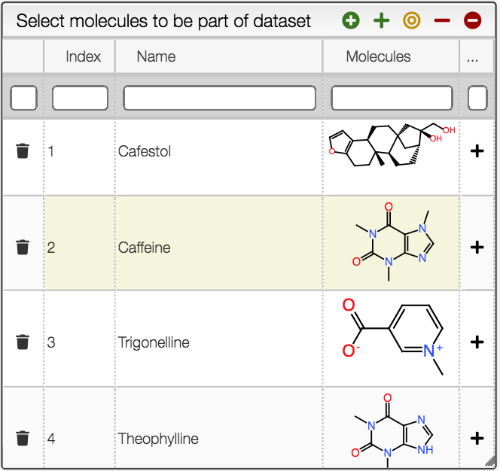 Select molecules to be part of dataset
Index Name Molecules ...
1 Cafestol O OH OH
2 Caffeine O N N O N N
3 Trigonelline O O- N+
4 Theophylline O N N O N NH